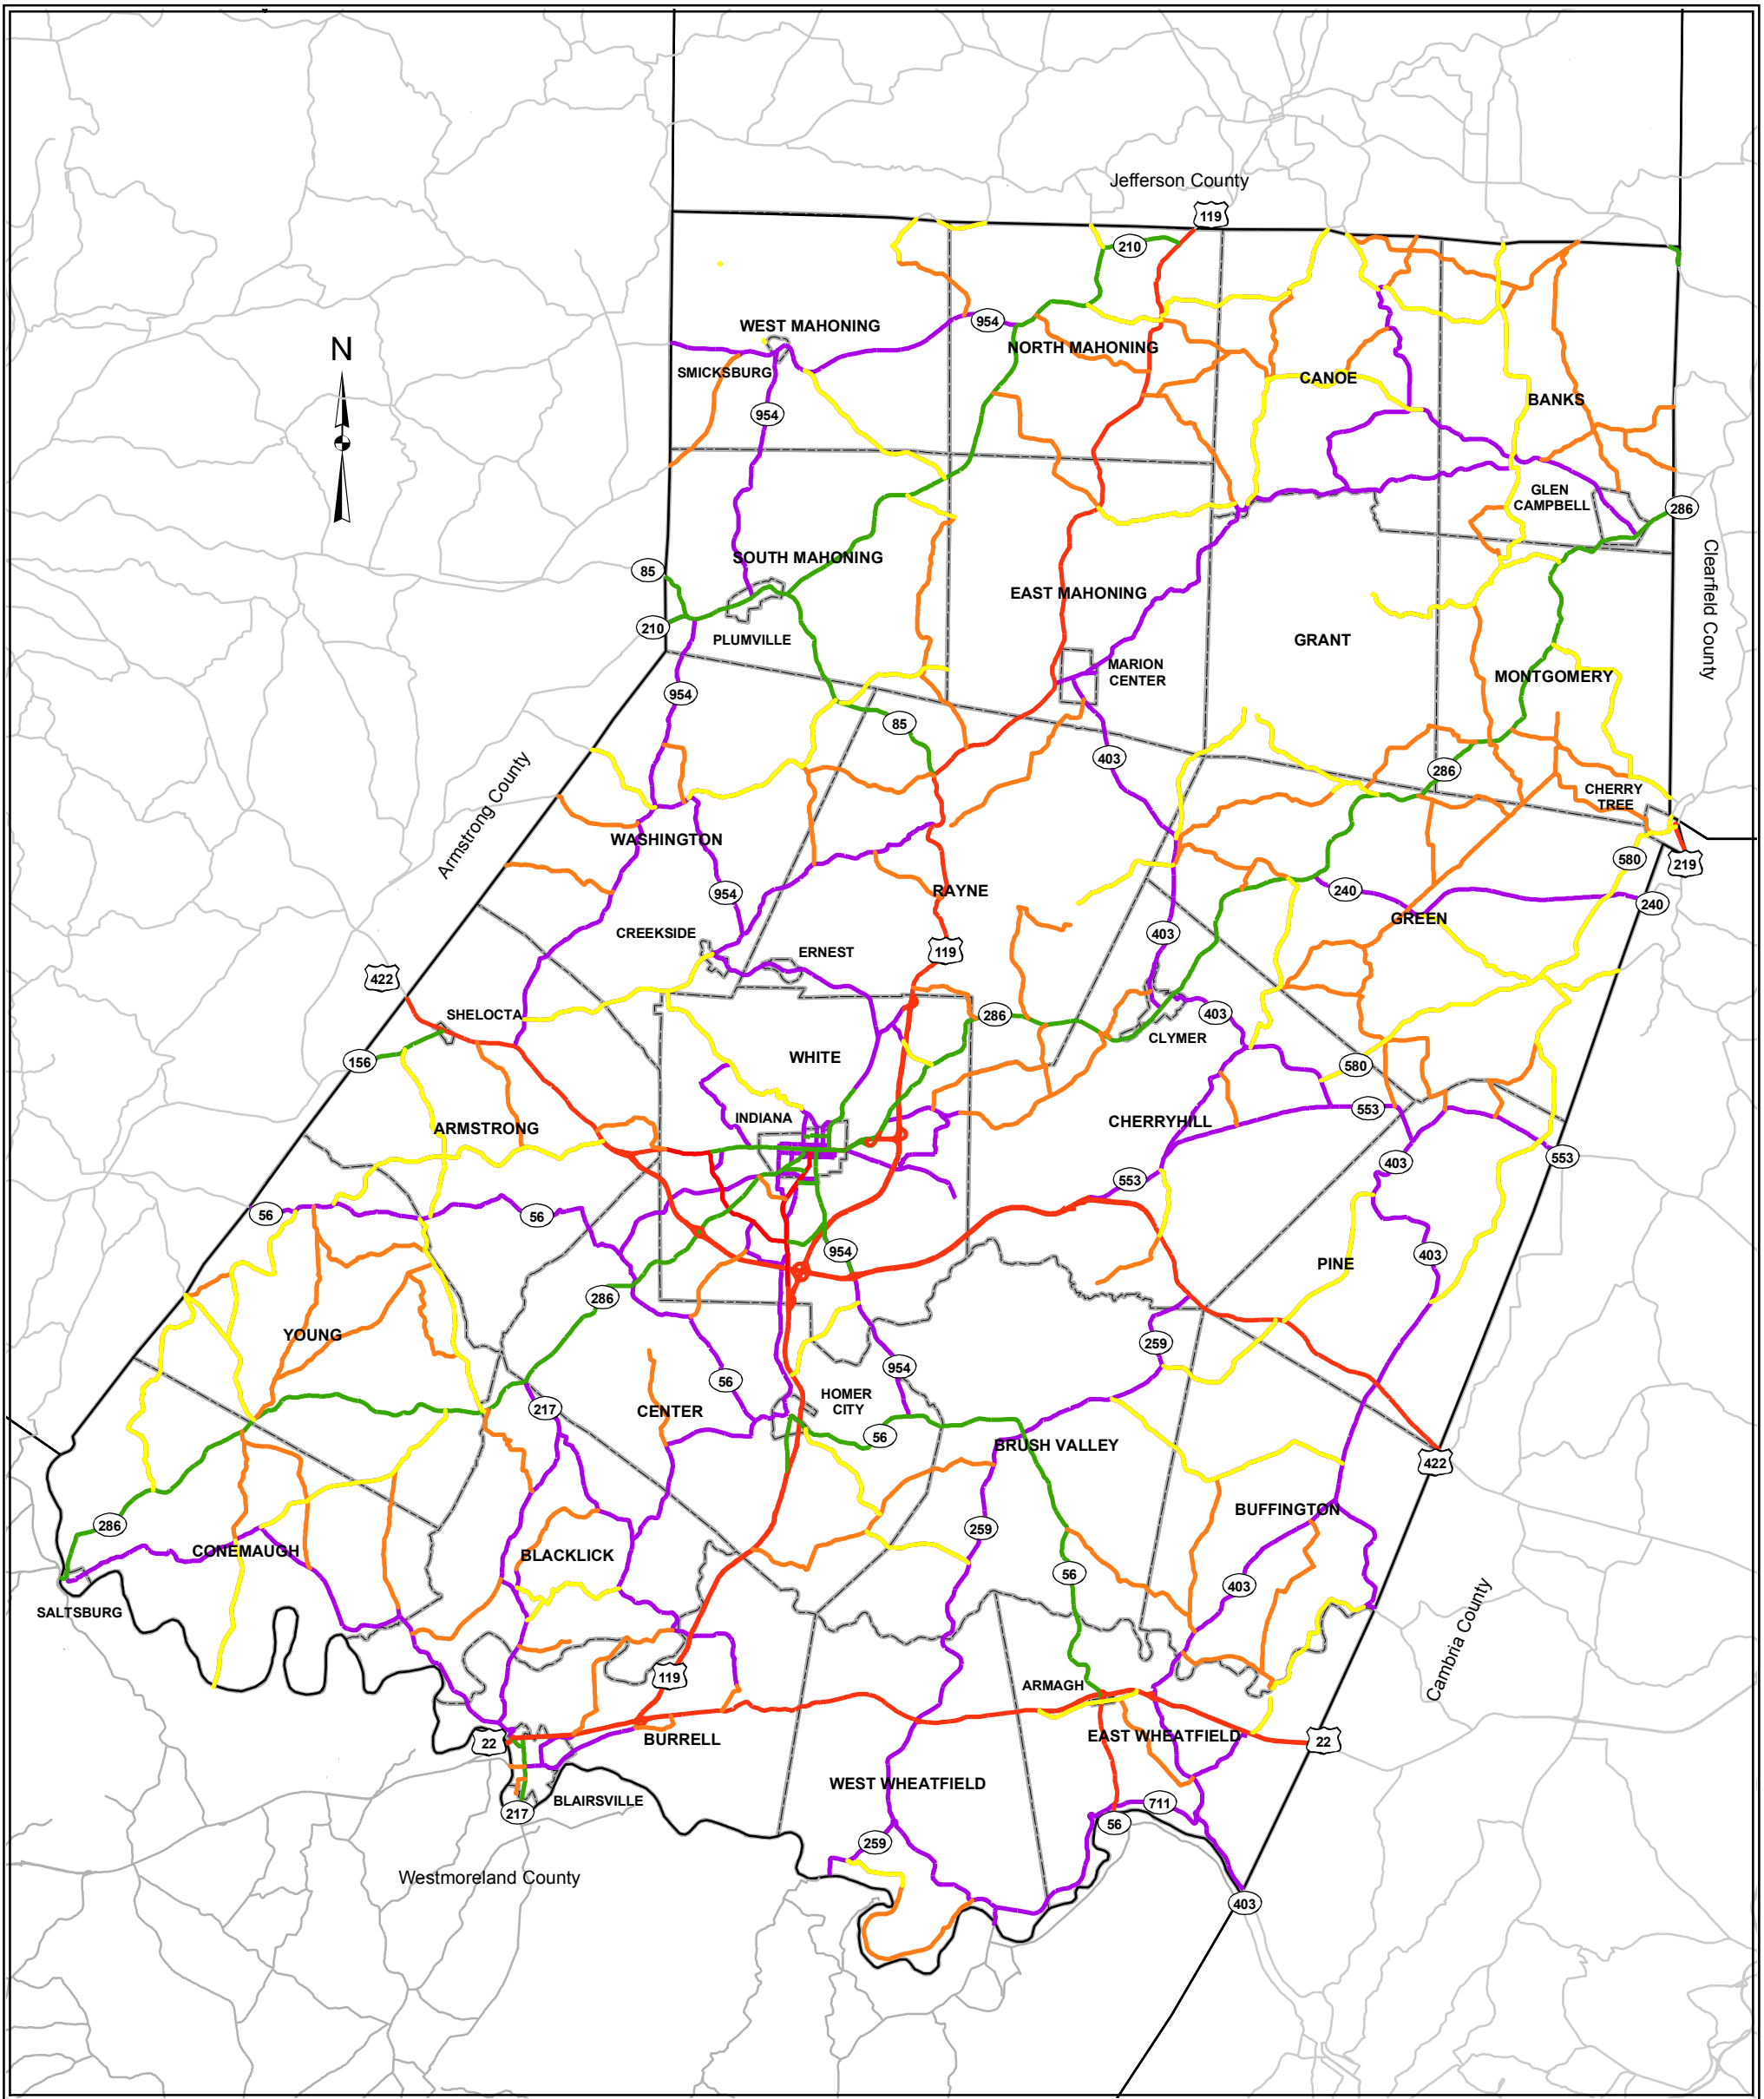 Jefferson County
119
210
954
WEST MAHONING
NORTH MAHONING
N
SMICKSBURG
CANOE
BANKS
954
GLEN
CAMPBELL
286
SOUTH MAHONING
85
EAST MAHONING
Clearfield County
210
PLUMVILLE
GRANT
MARION
CENTER
MONTGOMERY
954
85
403
286
CHERRY
TREE
Armstrong County
WASHINGTON
580
219
954
RAYNE
240
240
GREEN
CREEKSIDE
403
ERNEST
119
422
SHELOCTA
286
403
CLYMER
WHITE
156
580
INDIANA
553
ARMSTRONG
CHERRYHILL
553
403
553
56
56
954
403
PINE
286
YOUNG
259
954
56
HOMER
CITY
217
CENTER
56
BRUSH VALLEY
422
BUFFINGTON
286
259
CONEMAUGH
BLACKLICK
56
403
SALTSBURG
Cambria County
119
ARMAGH
22
BURRELL
EAST WHEATFIELD
22
WEST WHEATFIELD
BLAIRSVILLE
711
217
56
259
Westmoreland County
403